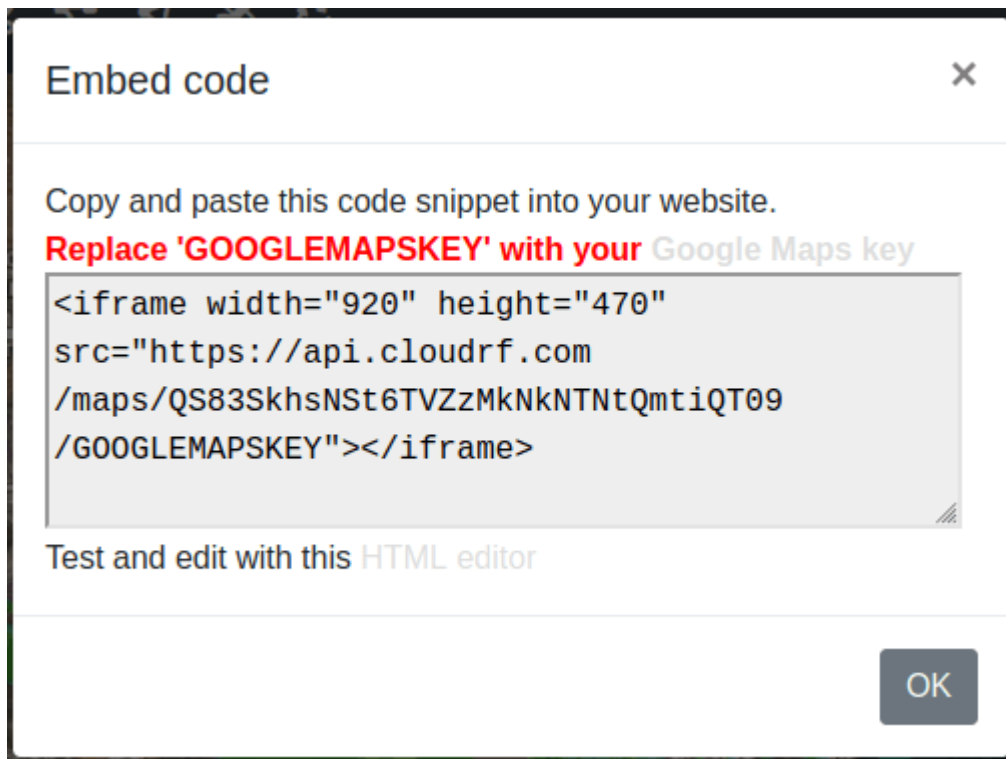 Embed code
×
Copy and paste this code snippet into your website.
Replace 'GOOGLEMAPSKEY' with your Google Maps key
<iframe width="920" height="470"
src="https://api.cloudrf.com
/maps/QS83SkhsNSt6TVZzMkNkNTNtQmtiQT09
/GOOGLEMAPSKEY"></iframe>
Test and edit with this HTML editor
OK